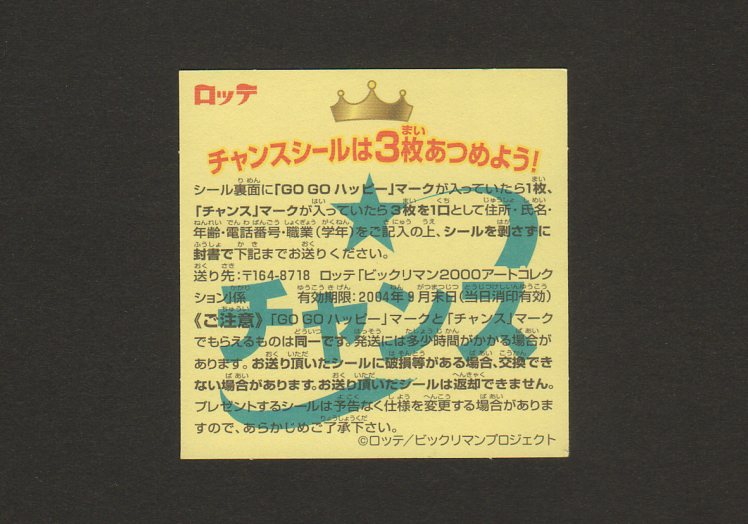 ロッテ
チャンスシールは3枚あつめよう!
シール裏面に「GO GO ハッピー」マークが入っていたら1枚、
「チャンス」マークが入っていたら3枚を1口として住所・氏名・
年齢・電話番号・職業(学年)をご記入の上、シールを剥さずに
封書で下記までお送りください。
送り先:〒164-8718 ロッテ「ビックリマン2000アートコレク
ション」係 有効期限:2004年9月末日(当日消印有効)
《ご注意》「GO GO ハッピー」マークと「チャンス」マーク
でもらえるものは同一です。発送には多少時間がかかる場合が
あります。お送り頂いたシールに破損等がある場合、交換でき
ない場合があります。お送り頂いたシールは返却できません。
プレゼントするシールは予告なく仕様を変更する場合がありま
すので、あらかじめご了承下さい。
©ロッテ/ビックリマンプロジェクト
チャンス